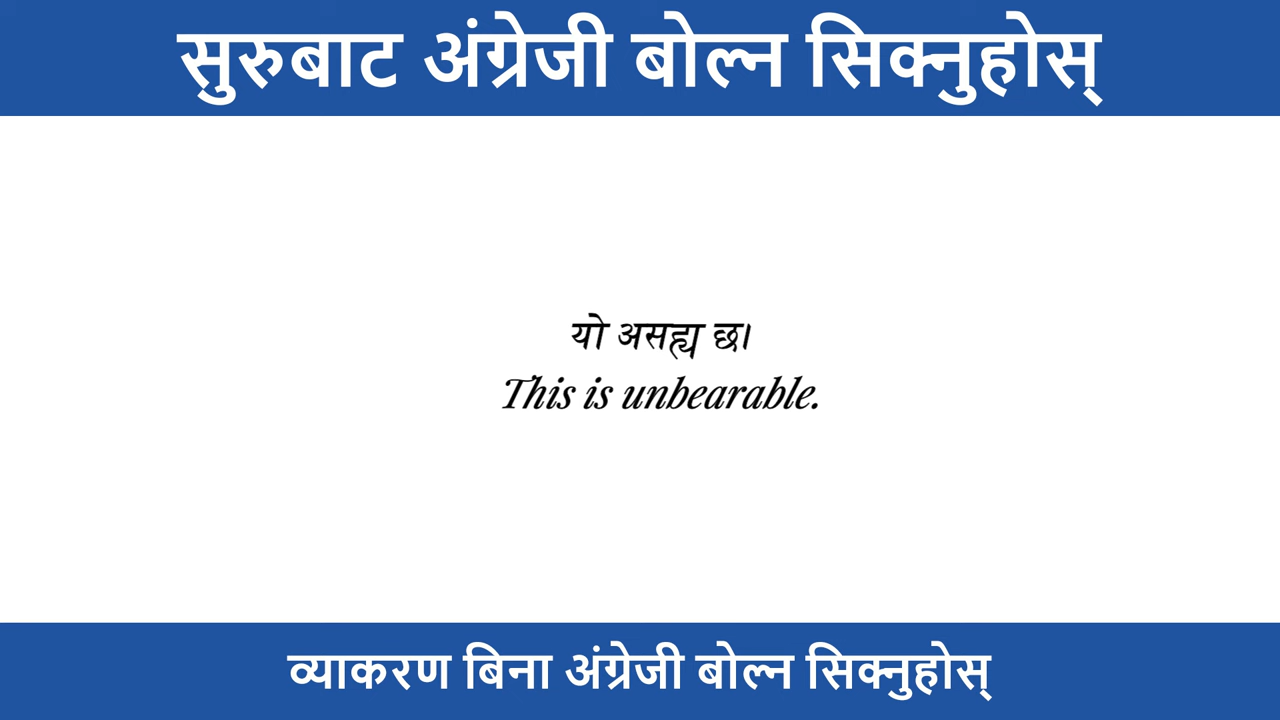 सुरुबाट अंग्रेजी बोल्न सिक्नुहोस्
यो असह्य छ।
This is unbearable.
व्याकरण बिना अंग्रेजी बोल्न सिक्नुहोस्